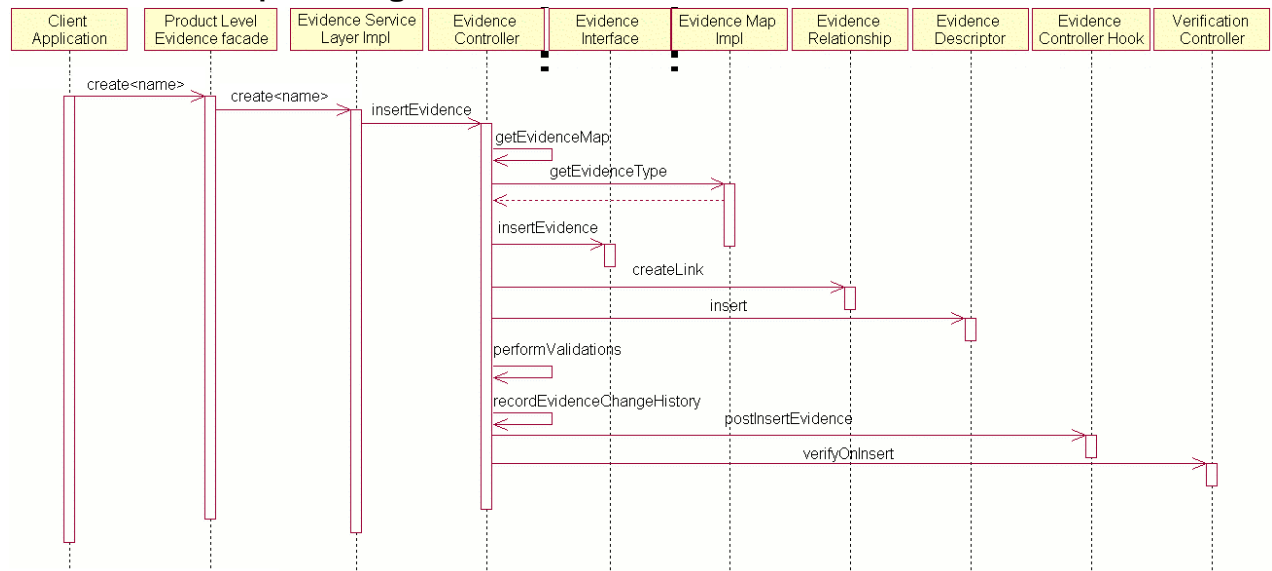 Client
Application
Product Level
Evidence facade
Evidence Service
Layer Impl
Evidence
Controller
Evidence
Interface
Evidence Map
Impl
Evidence
Relationship
Evidence
Descriptor
Evidence
Controller Hook
Verification
Controller
create<name>
create<name>
insertEvidence
getEvidenceMap
getEvidenceType
insertEvidence
createLink
insert
performValidations
recordEvidenceChangeHistory
postInsertEvidence
verifyOnInsert